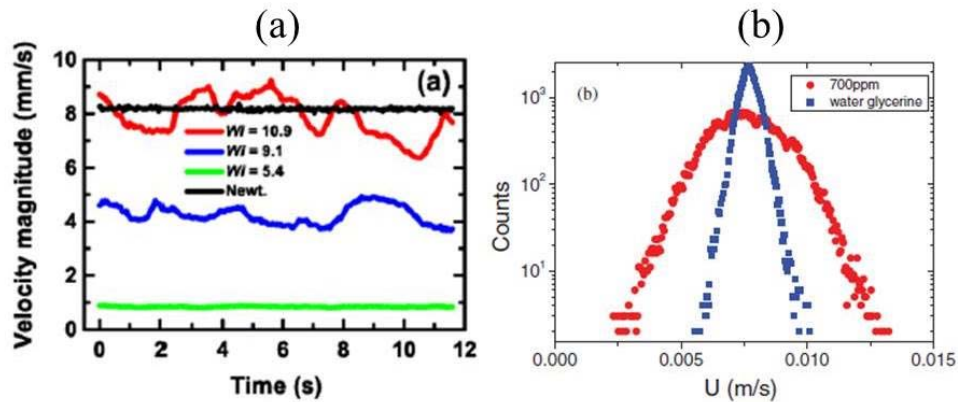 (a)
(b)
10
8
6
4
2
0
Velocity magnitude (mm/s)
(a)
Wi = 10.9
Wi = 9.1
Wi = 5.4
Newt.
0 2 4 6 8 10 12
Time (s)
10³
10²
10¹
Counts
(b)
700ppm
water glycerine
0.000 0.005 0.010 0.015
U (m/s)